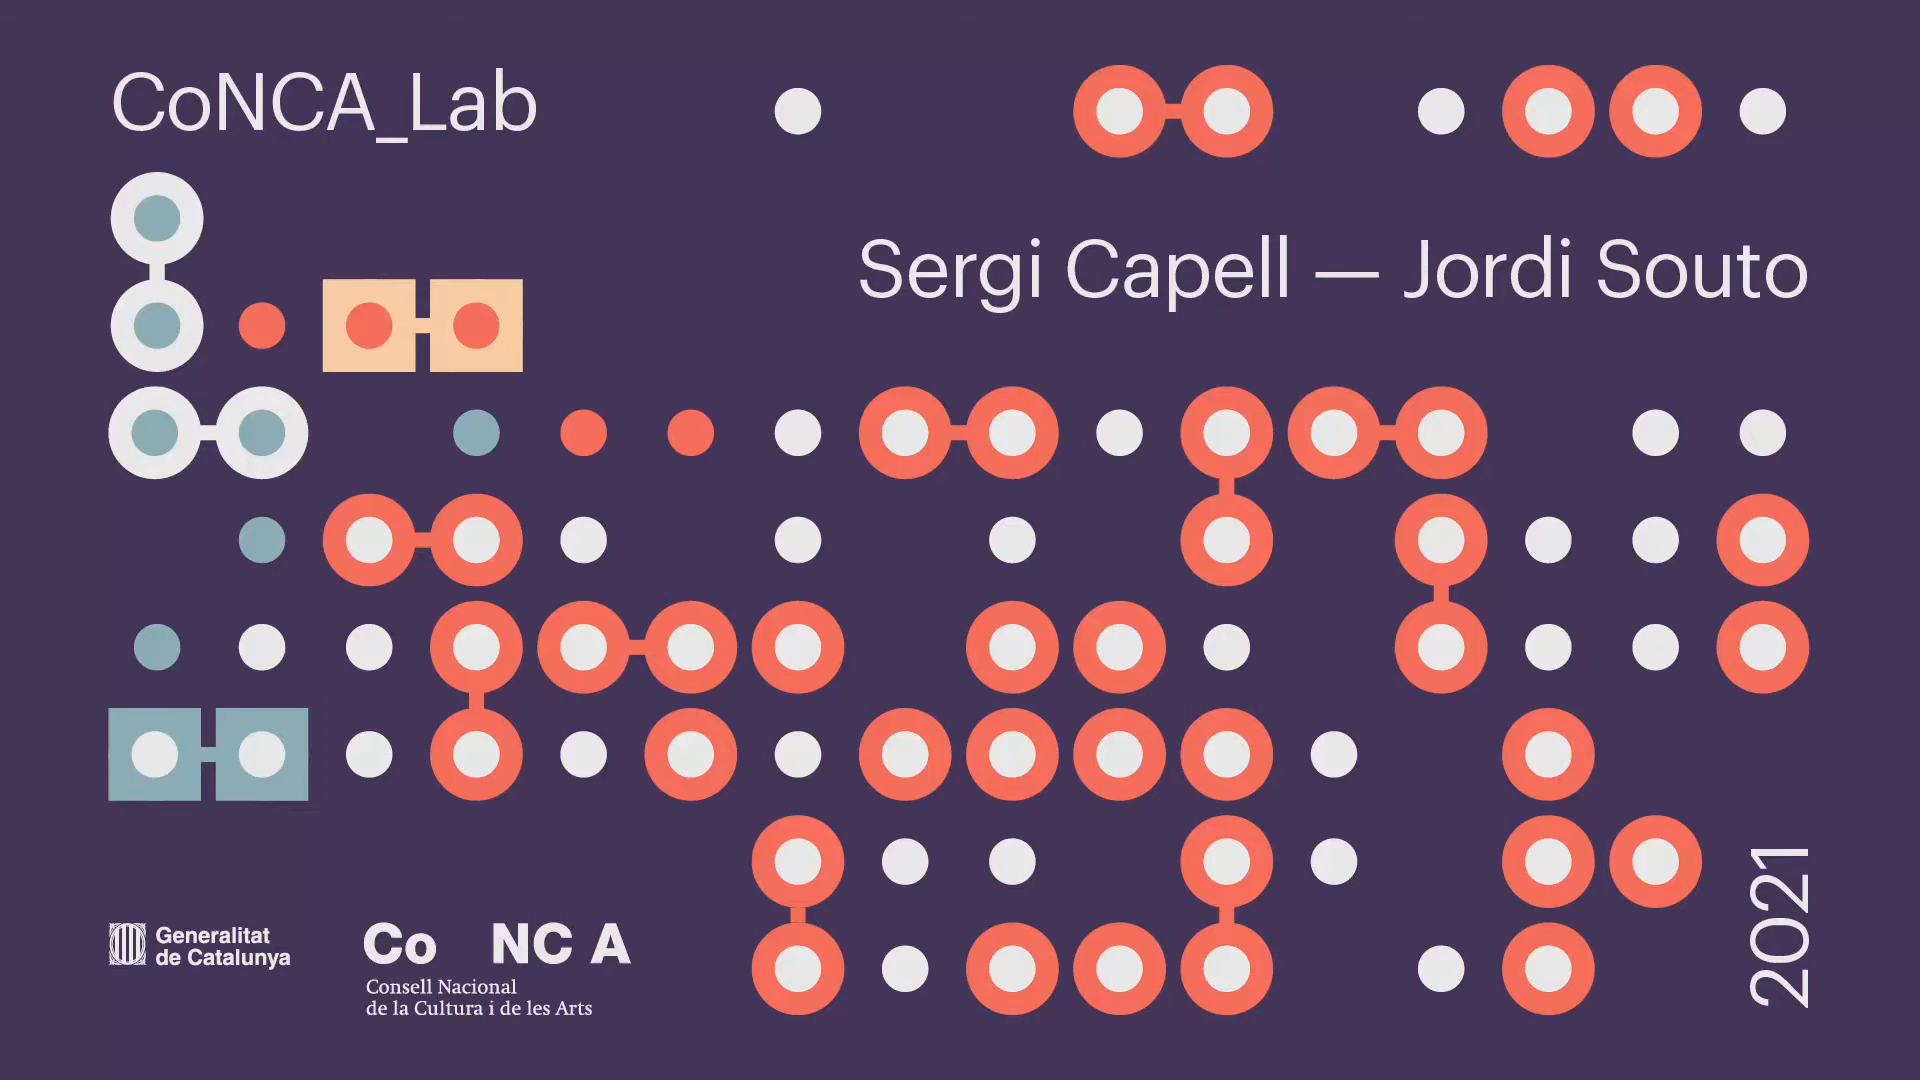 CoNCA_Lab
Sergi Capell — Jordi Souto
2021
Generalitat
de Catalunya
Co NC A
Consell Nacional
de la Cultura i de les Arts